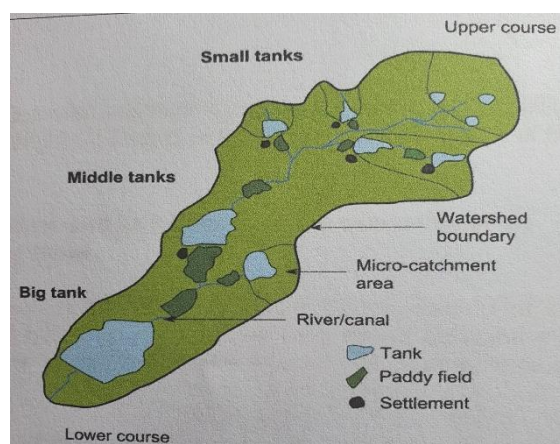 Upper course
Small tanks
Middle tanks
Watershed
boundary
Micro-catchment
area
Big tank
River/canal
Tank
Paddy field
Settlement
Lower course